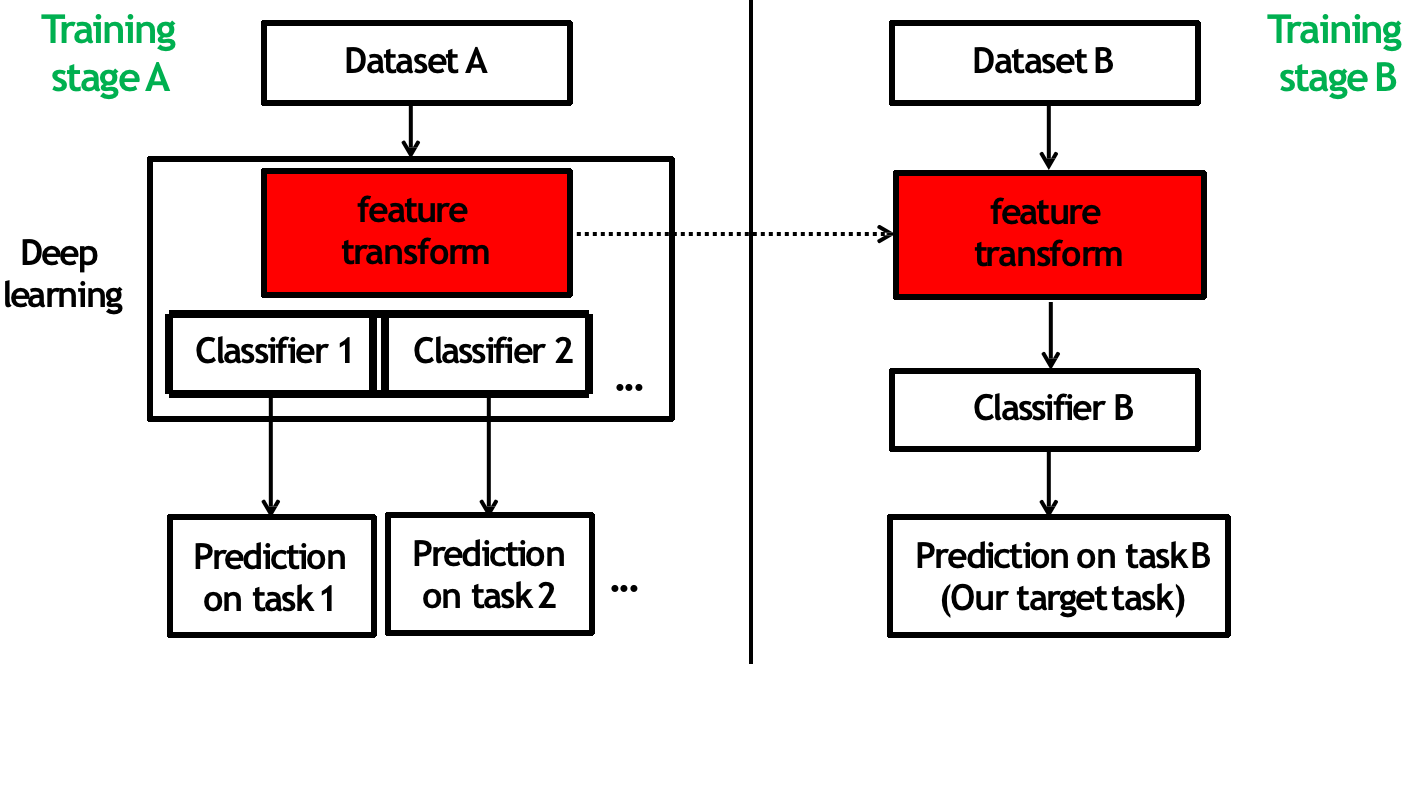 Training
stage A
Dataset A
Deep
learning
feature
transform
Classifier 1
Classifier 2
...
Prediction
on task 1
Prediction
on task 2
...
Training
stage B
Dataset B
feature
transform
Classifier B
Prediction on task B
(Our target task)